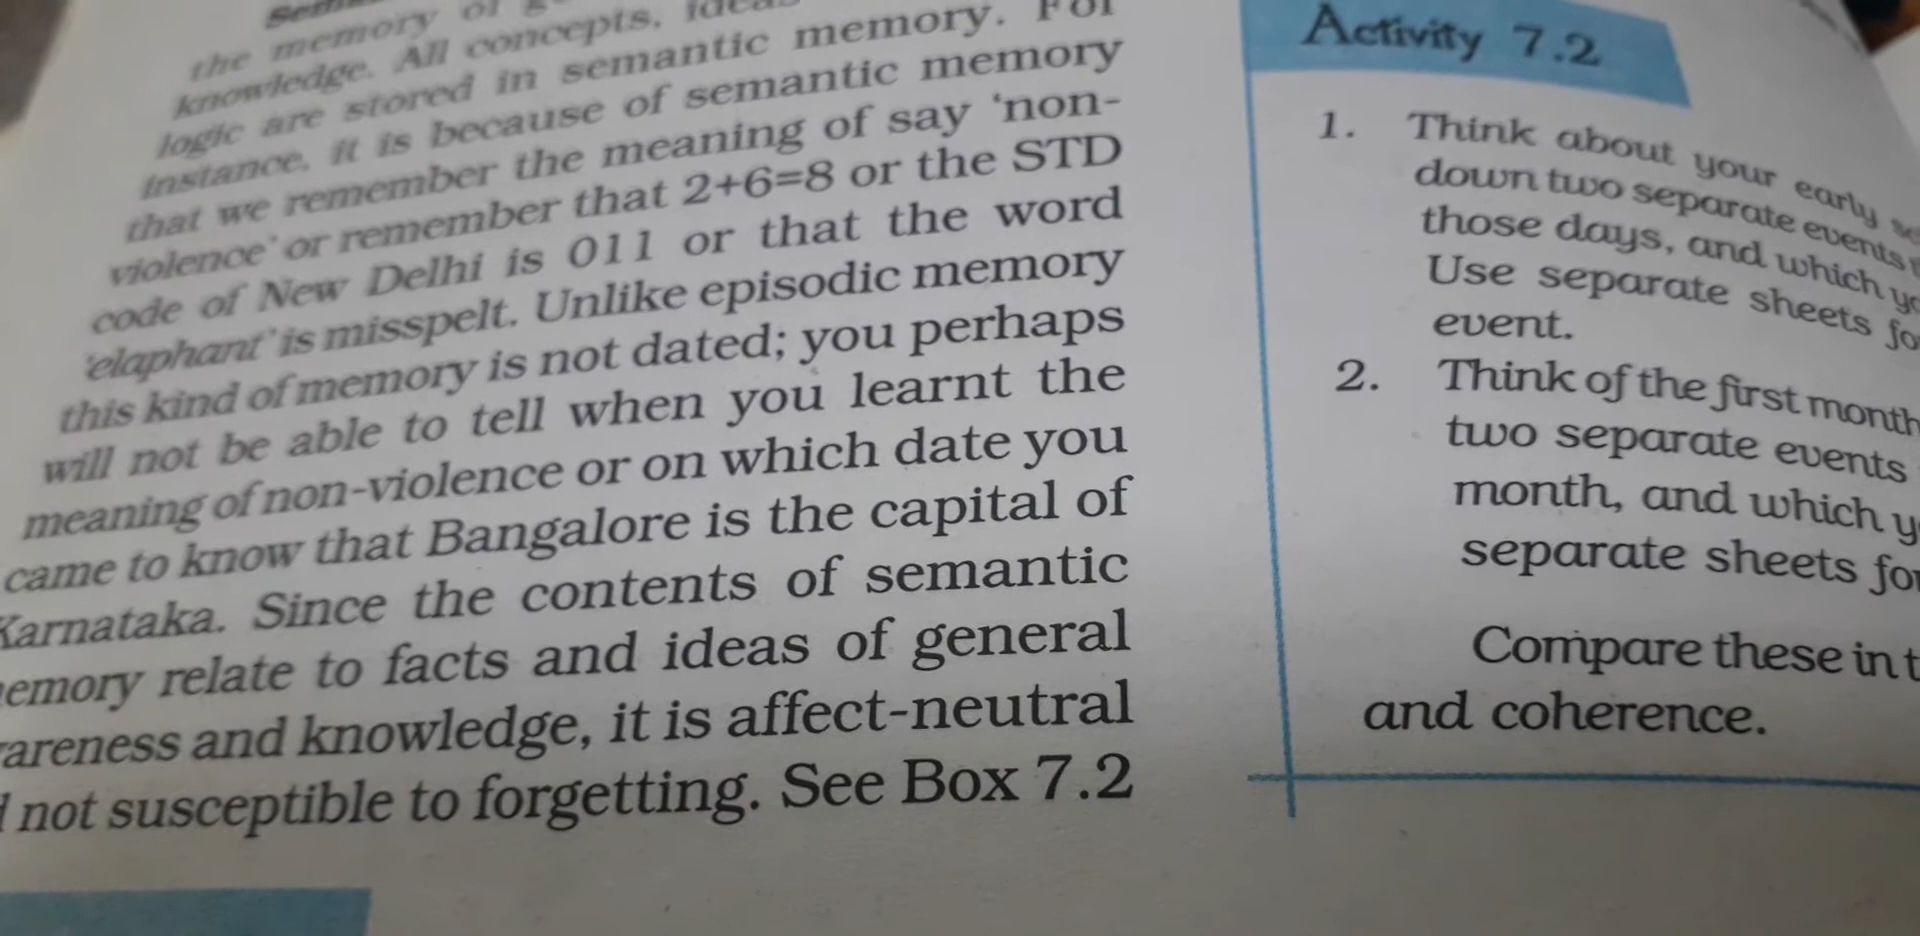 the memory of
knowledge. All concepts, ideas
logic are stored in semantic memory. For
instance, it is because of semantic memory
that we remember the meaning of say 'non-
violence' or remember that 2+6=8 or the STD
code of New Delhi is 011 or that the word
'elaphant' is misspelt. Unlike episodic memory
this kind of memory is not dated; you perhaps
will not be able to tell when you learnt the
meaning of non-violence or on which date you
came to know that Bangalore is the capital of
Karnataka. Since the contents of semantic
emory relate to facts and ideas of general
areness and knowledge, it is affect-neutral
not susceptible to forgetting. See Box 7.2
Activity 7.2
1. Think about your early
down two separate events
those days, and which
Use separate sheets
event.
2. Think of the first month
two separate events
month, and which
separate sheets
Compare these in
and coherence.